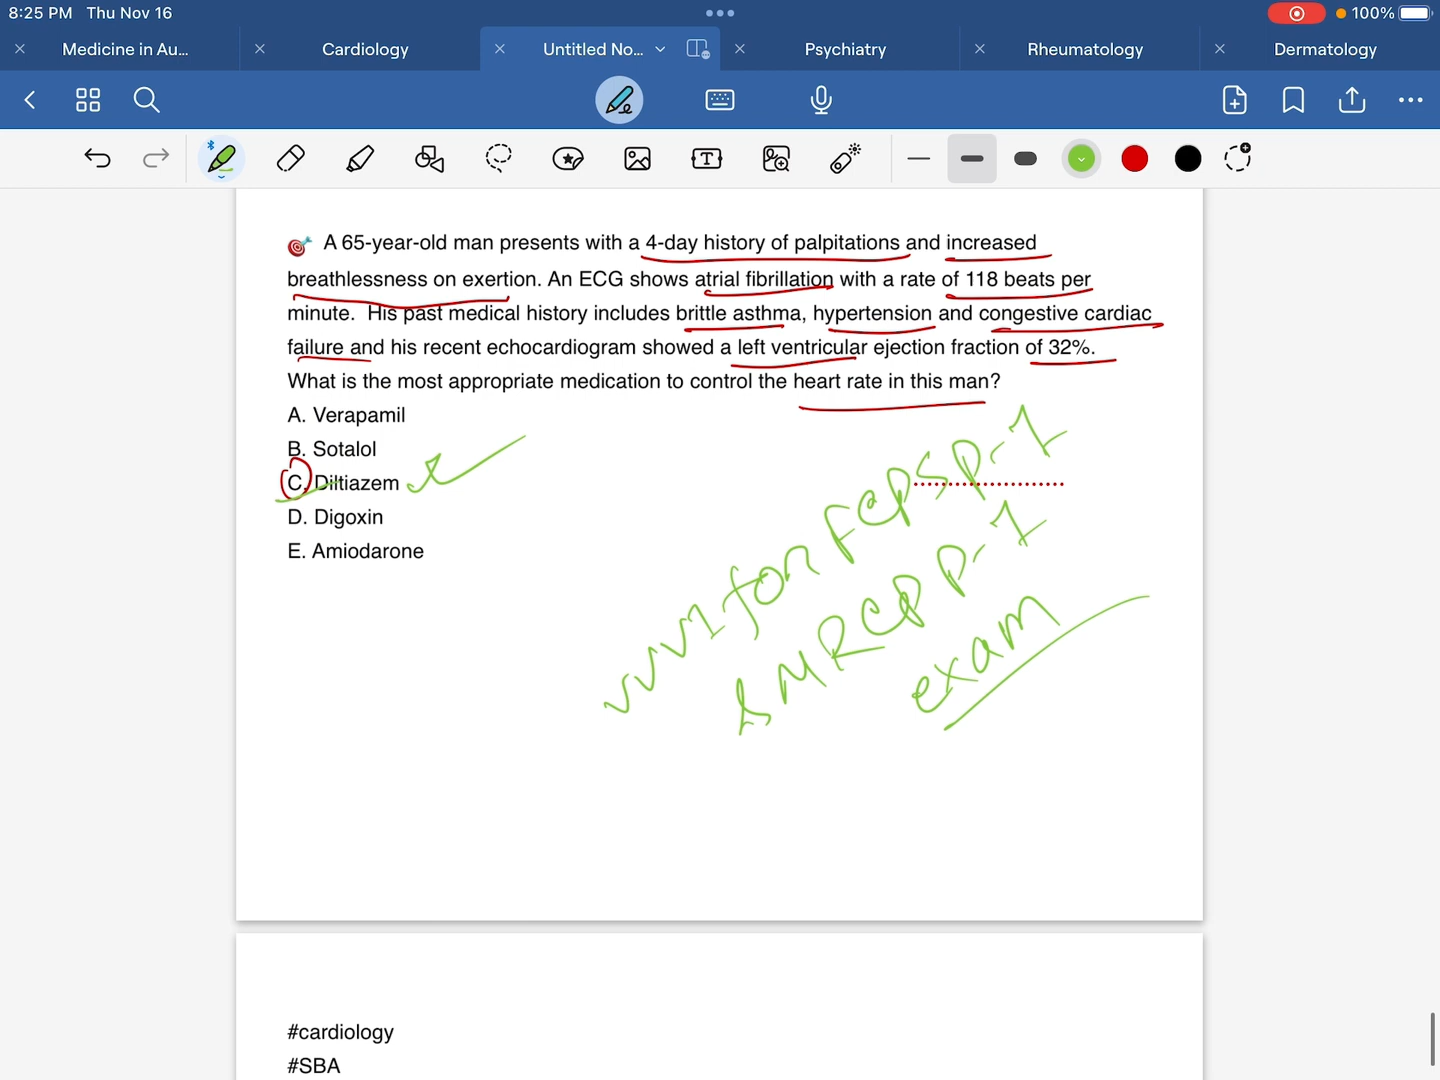 8:25 PM Thu Nov 16
100%
Medicine in Au...
Cardiology
Untitled No...
Psychiatry
Rheumatology
Dermatology
A 65-year-old man presents with a 4-day history of palpitations and increased
breathlessness on exertion. An ECG shows atrial fibrillation with a rate of 118 beats per
minute. His past medical history includes brittle asthma, hypertension and congestive cardiac
failure and his recent echocardiogram showed a left ventricular ejection fraction of 32%.
What is the most appropriate medication to control the heart rate in this man?
A. Verapamil
B. Sotalol
C. Diltiazem
D. Digoxin
E. Amiodarone
vvvI for FCPS P-1
& MRCP P-1
exam
#cardiology
#SBA